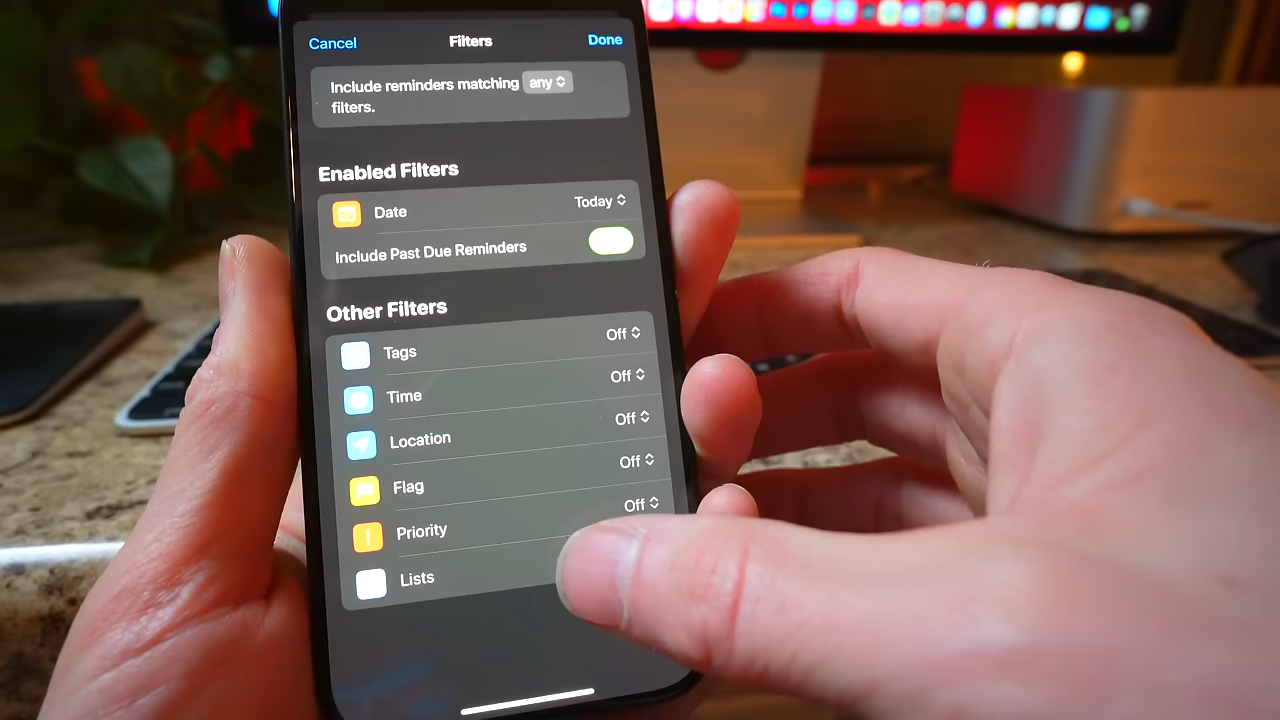 Cancel Filters Done
Include reminders matching any
filters.
Enabled Filters
Date Today
Include Past Due Reminders
Other Filters
Tags Off
Time Off
Location Off
Flag Off
Priority Off
Lists